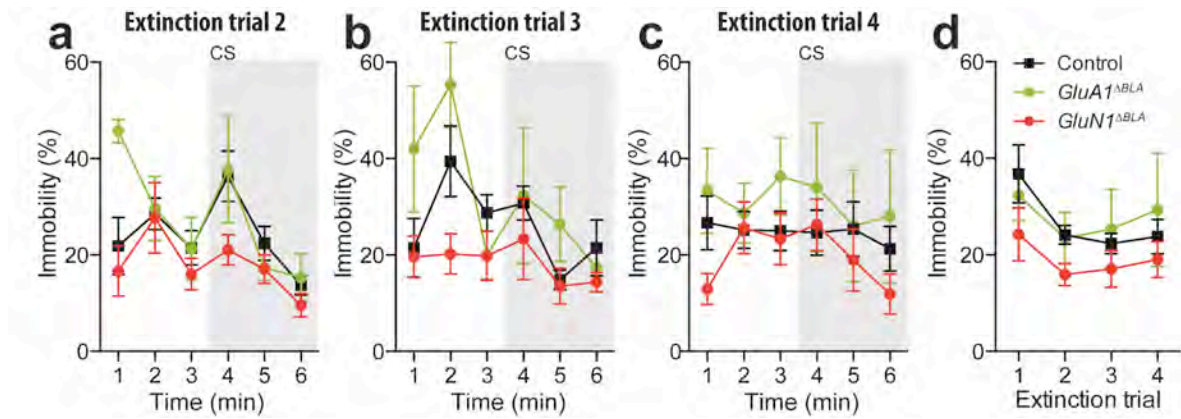 a Extinction trial 2
CS
60
40
20
0
Immobility (%)
1 2 3 4 5 6
Time (min)
b Extinction trial 3
CS
60
40
20
0
Immobility (%)
1 2 3 4 5 6
Time (min)
c Extinction trial 4
CS
60
40
20
0
Immobility (%)
1 2 3 4 5 6
Time (min)
d
Control
GluA1ΔBLA
GluN1ΔBLA
60
40
20
0
Immobility (%)
1 2 3 4
Extinction trial